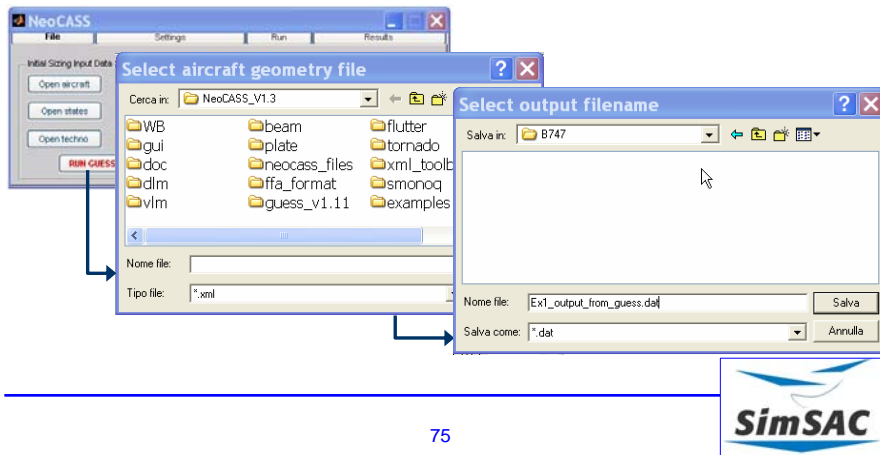 NeoCASS
File Settings Run Results
Initial Sizing Input Data
Open aircraft
Open states
Open techno
RUN GUESS
Select aircraft geometry file
Cerca in: NeoCASS_V1.3
WB beam flutter
gui plate tornado
doc neocass_files xml_toolb
dlm ffa_format smonoq
vlm guess_v1.11 examples
Nome file:
Tipo file: *.xml
Select output filename
Salva in: B747
Nome file: Ex1_output_from_guess.dat Salva
Salva come: *.dat Annulla
75
SimSAC